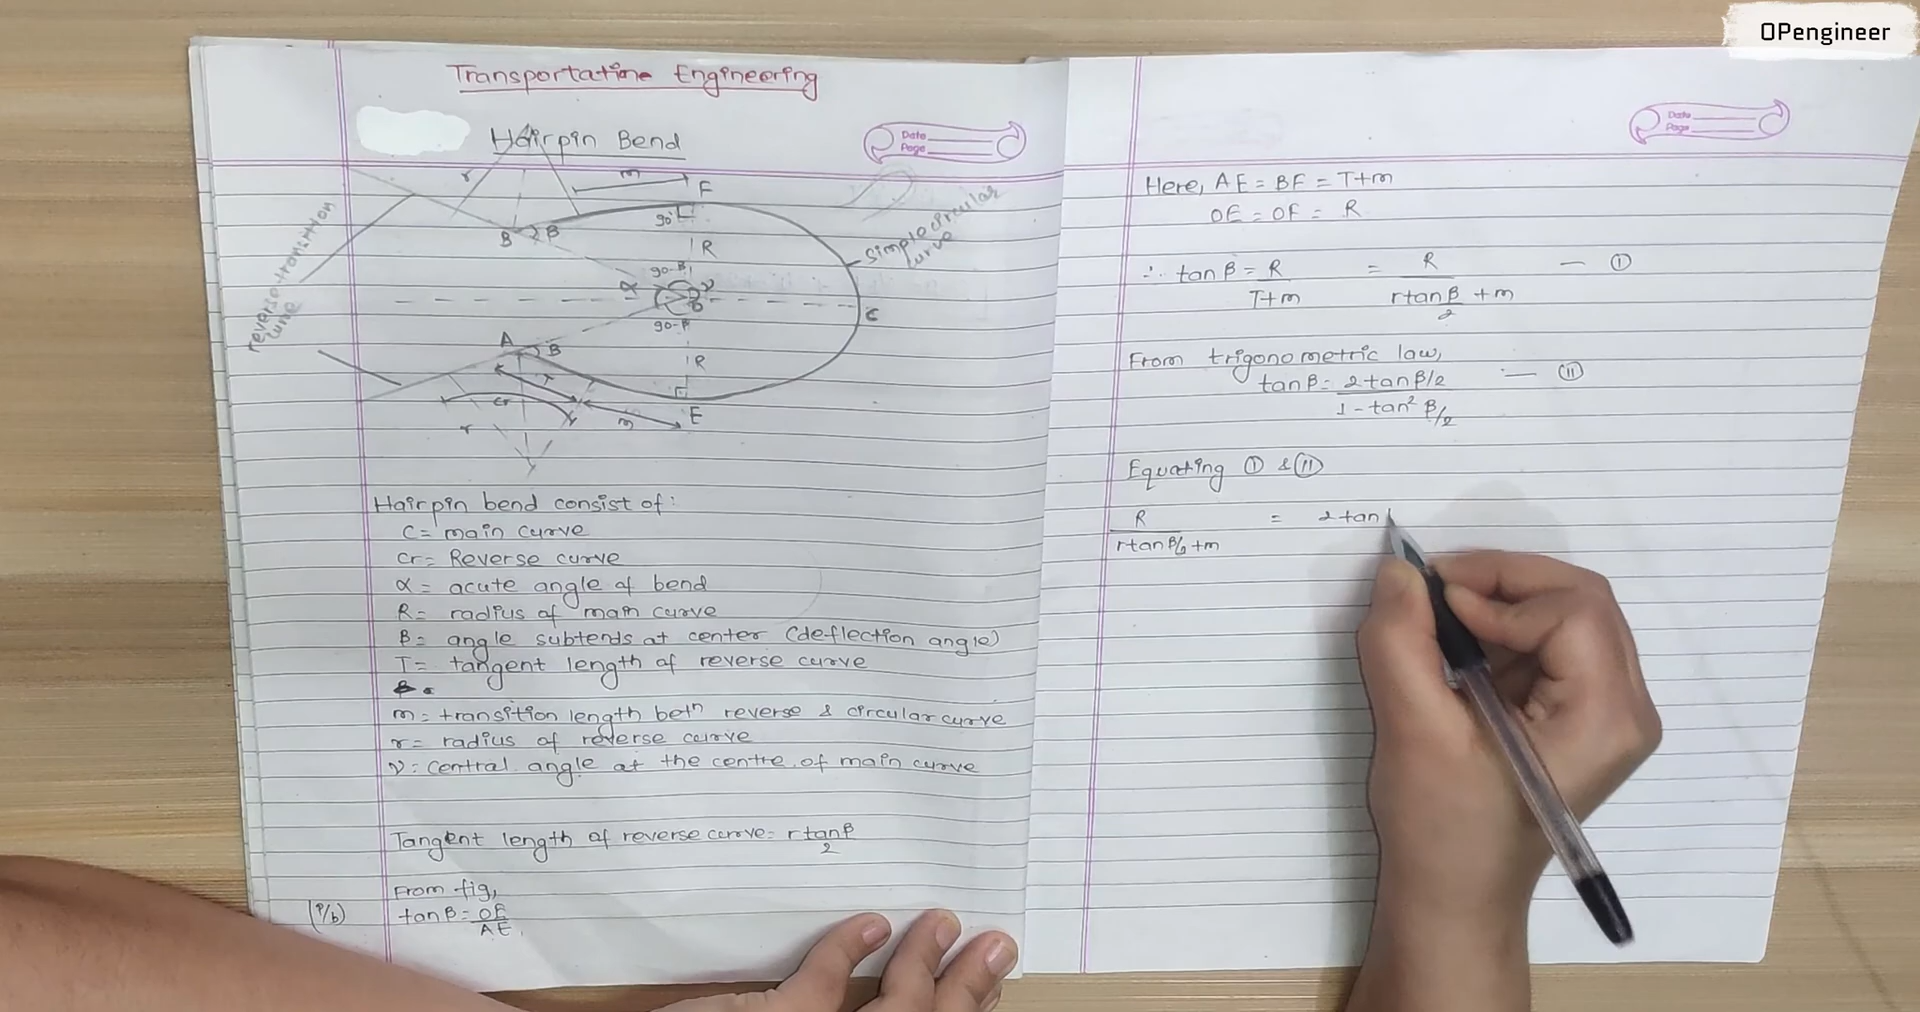 OPengineer
Transportation Engineering
Hairpin Bend
Date
Page
r
m
F
90°
B β
R
90-β
α
ν
O
90-β
C
simple circular
curve
reverse transition
curve
A β
R
T
cr
E
r
m
Hairpin bend consist of:
C= main curve
Cr= Reverse curve
α = acute angle of bend
R= radius of main curve
β= angle subtends at center (deflection angle)
T= tangent length of reverse curve
m= transition length betn reverse & circular curve
r= radius of reverse curve
ν: central angle at the centre of main curve
Tangent length of reverse curve= r tan β/2
From fig,
(P/b) tan β= OE/AE
Date
Page
Here, AE = BF = T+m
OE = OF = R
∴ tan β = R/T+m = R/(r tan β/2 + m) — (I)
From trigonometric law,
tan β= 2 tan β/2 / 1 - tan² β/2 — (II)
Equating (I) & (II)
R/(r tan β/2 + m) = 2 tan